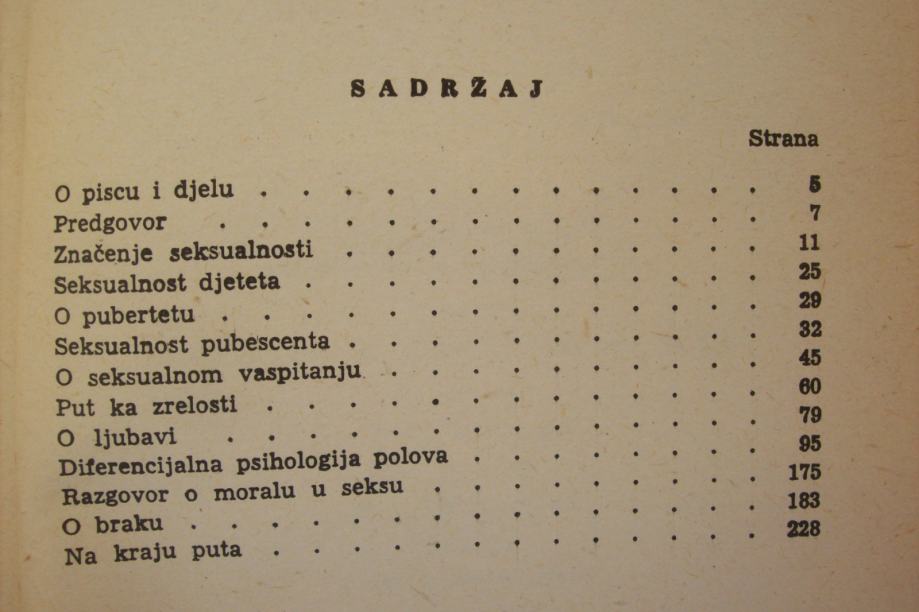 SADRŽAJ
Strana
O piscu i djelu . . . . . . . . . . . . . 5
Predgovor . . . . . . . . . . . . . . 7
Značenje seksualnosti . . . . . . . . . . . 11
Seksualnost djeteta . . . . . . . . . . . . 25
O pubertetu . . . . . . . . . . . . . . 29
Seksualnost pubescenta . . . . . . . . . . . 32
O seksualnom vaspitanju . . . . . . . . . . 45
Put ka zrelosti . . . . . . . . . . . . . 60
O ljubavi . . . . . . . . . . . . . . 79
Diferencijalna psihologija polova . . . . . . . . 95
Razgovor o moralu u seksu . . . . . . . . . 175
O braku . . . . . . . . . . . . . . . 183
Na kraju puta . . . . . . . . . . . . . 228